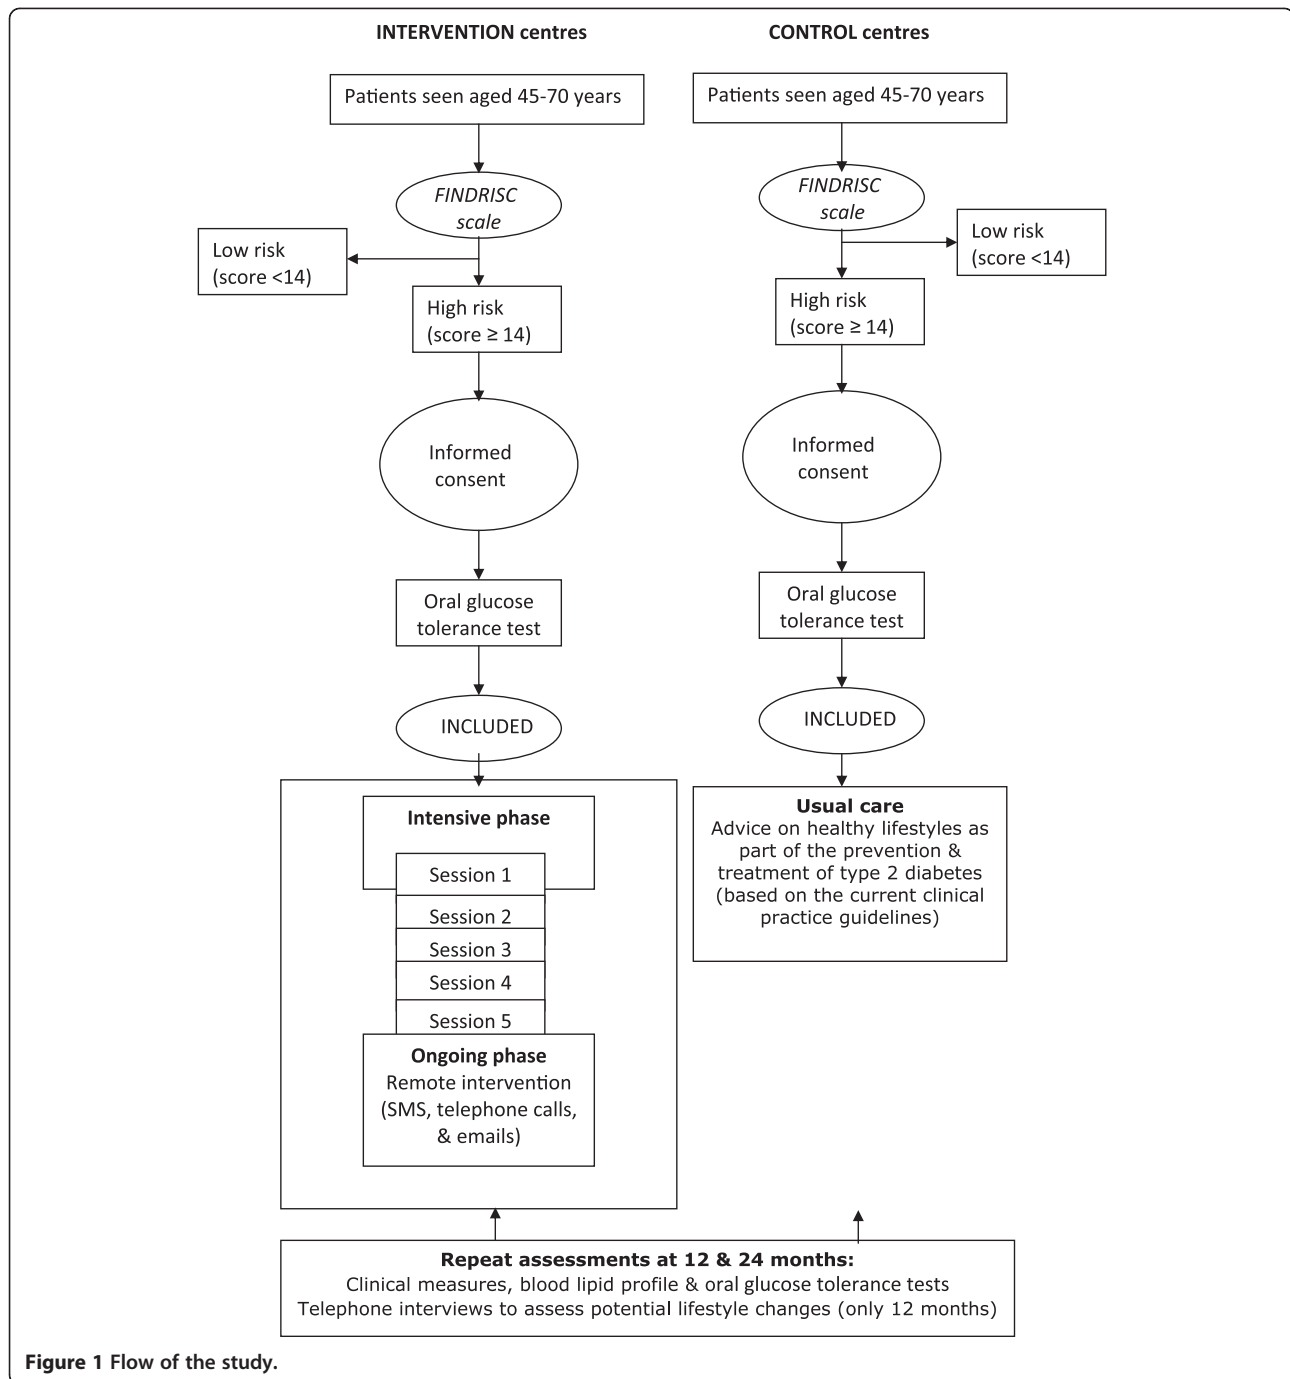 INTERVENTION centres
CONTROL centres
Patients seen aged 45-70 years
Patients seen aged 45-70 years
FINDRISC
scale
FINDRISC
scale
Low risk
(score <14)
Low risk
(score <14)
High risk
(score ≥ 14)
High risk
(score ≥ 14)
Informed
consent
Informed
consent
Oral glucose
tolerance test
Oral glucose
tolerance test
INCLUDED
INCLUDED
Intensive phase
Session 1
Session 2
Session 3
Session 4
Session 5
Ongoing phase
Remote intervention
(SMS, telephone calls,
& emails)
Usual care
Advice on healthy lifestyles as
part of the prevention &
treatment of type 2 diabetes
(based on the current clinical
practice guidelines)
Repeat assessments at 12 & 24 months:
Clinical measures, blood lipid profile & oral glucose tolerance tests
Telephone interviews to assess potential lifestyle changes (only 12 months)
Figure 1 Flow of the study.